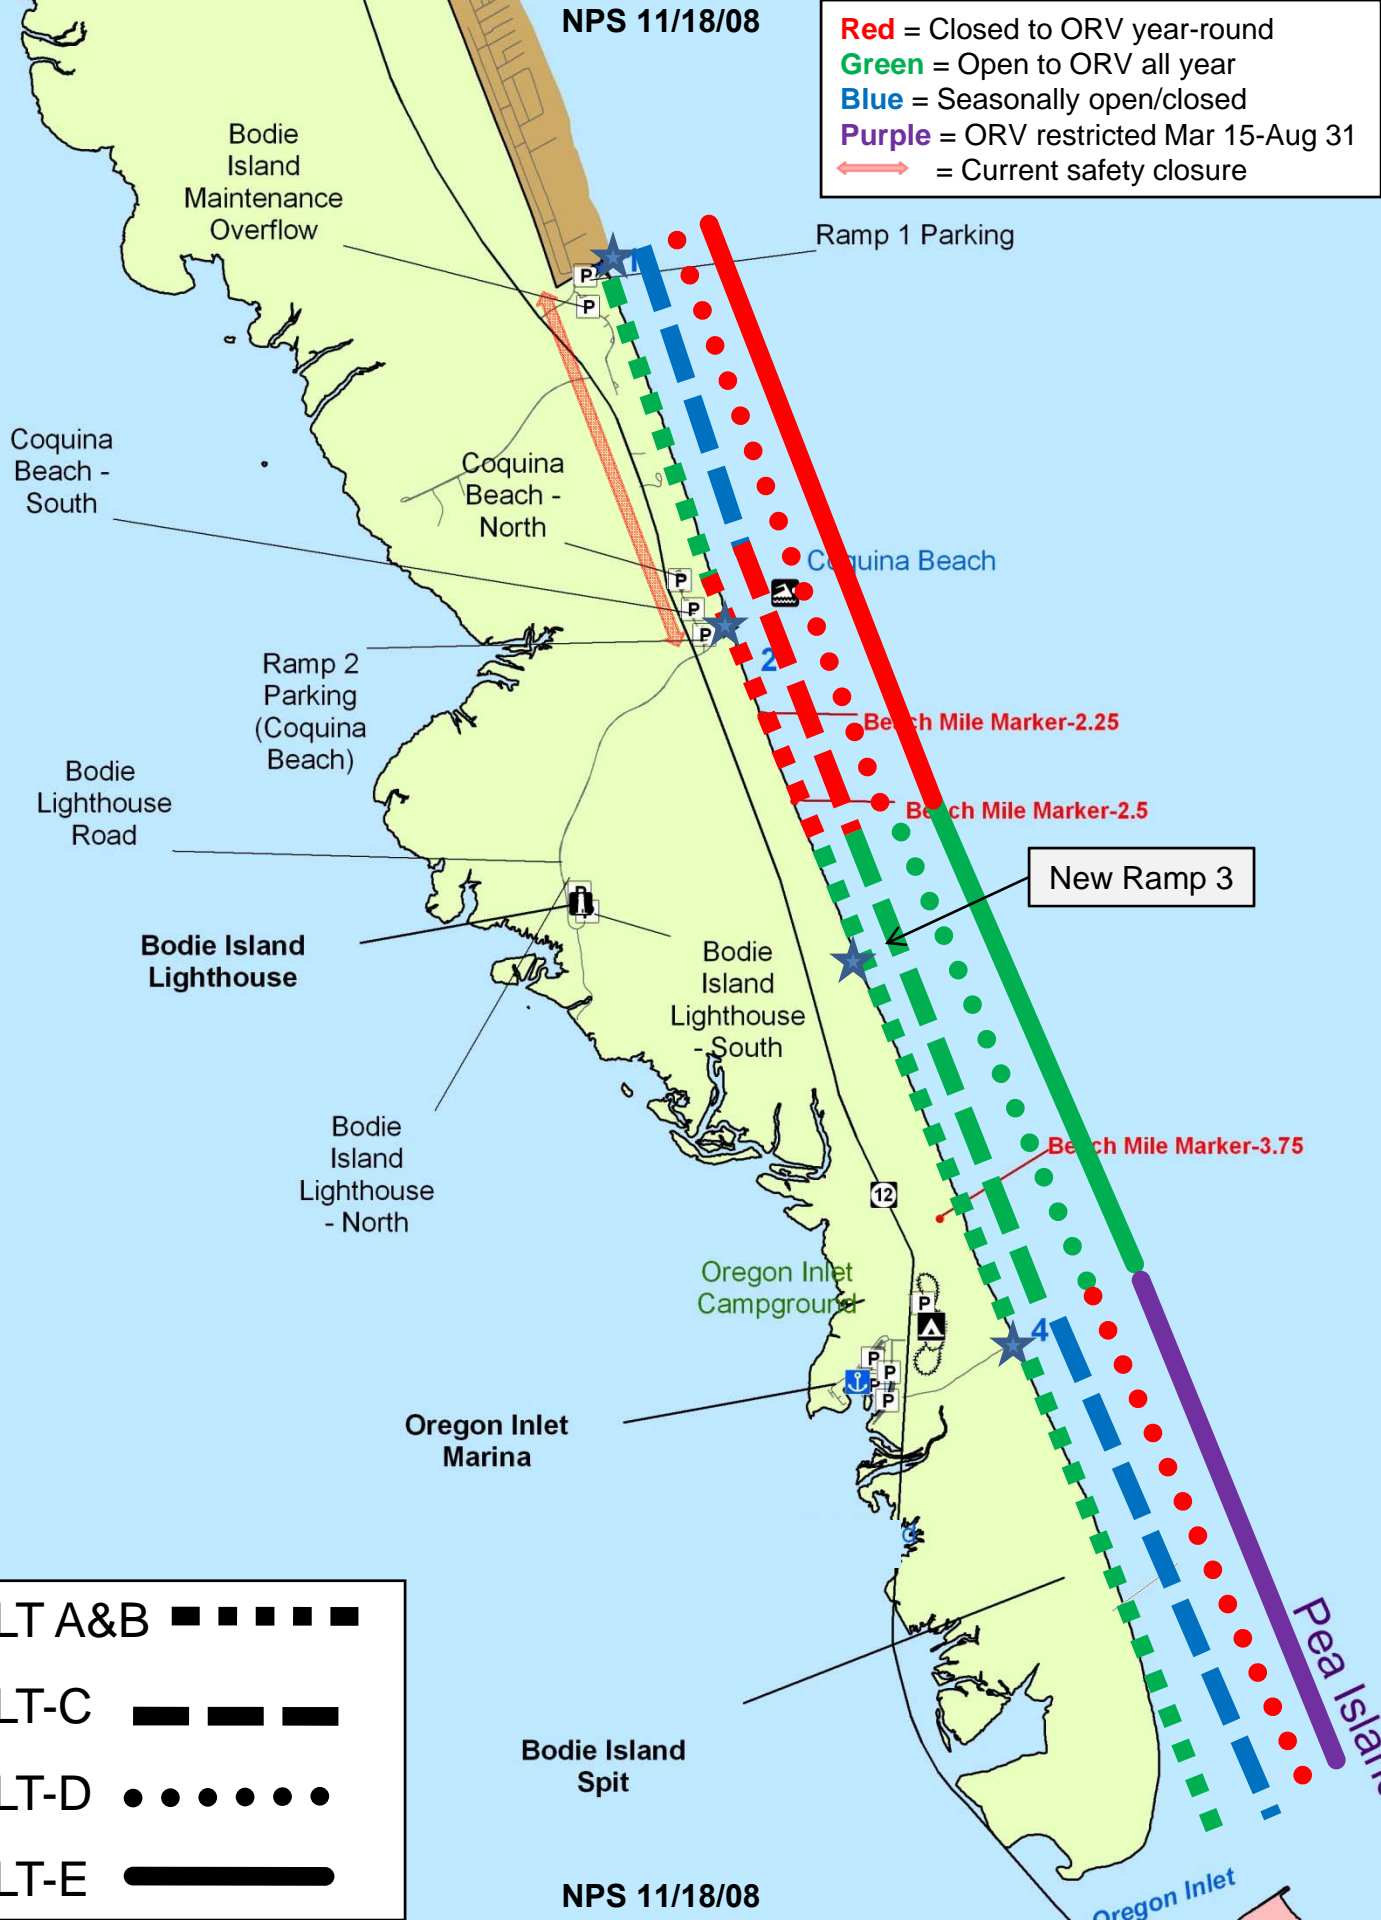 NPS 11/18/08
Red = Closed to ORV year-round
Green = Open to ORV all year
Blue = Seasonally open/closed
Purple = ORV restricted Mar 15-Aug 31
= Current safety closure
Bodie
Island
Maintenance
Overflow
Ramp 1 Parking
1
P
P
Coquina
Beach -
South
Coquina
Beach -
North
Coquina Beach
P
P
P
2
Ramp 2
Parking
(Coquina
Beach)
Beach Mile Marker-2.25
Bodie
Lighthouse
Road
Beach Mile Marker-2.5
New Ramp 3
P
Bodie Island
Lighthouse
Bodie
Island
Lighthouse
- South
Bodie
Island
Lighthouse
- North
Beach Mile Marker-3.75
12
Oregon Inlet
Campground
P
4
P
P
P
P
Oregon Inlet
Marina
LT A&B
LT-C
LT-D
LT-E
Pea Island
Bodie Island
Spit
NPS 11/18/08
Oregon Inlet